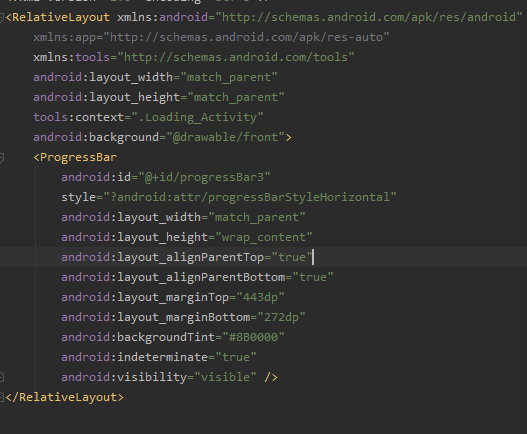 <RelativeLayout xmlns:android="http://schemas.android.com/apk/res/android"
xmlns:app="http://schemas.android.com/apk/res-auto"
xmlns:tools="http://schemas.android.com/tools"
android:layout_width="match_parent"
android:layout_height="match_parent"
tools:context=".Loading_Activity"
android:background="@drawable/front">
<ProgressBar
android:id="@+id/progressBar3"
style="?android:attr/progressBarStyleHorizontal"
android:layout_width="match_parent"
android:layout_height="wrap_content"
android:layout_alignParentTop="true"
android:layout_alignParentBottom="true"
android:layout_marginTop="443dp"
android:layout_marginBottom="272dp"
android:backgroundTint="#8B0000"
android:indeterminate="true"
android:visibility="visible" />
</RelativeLayout>